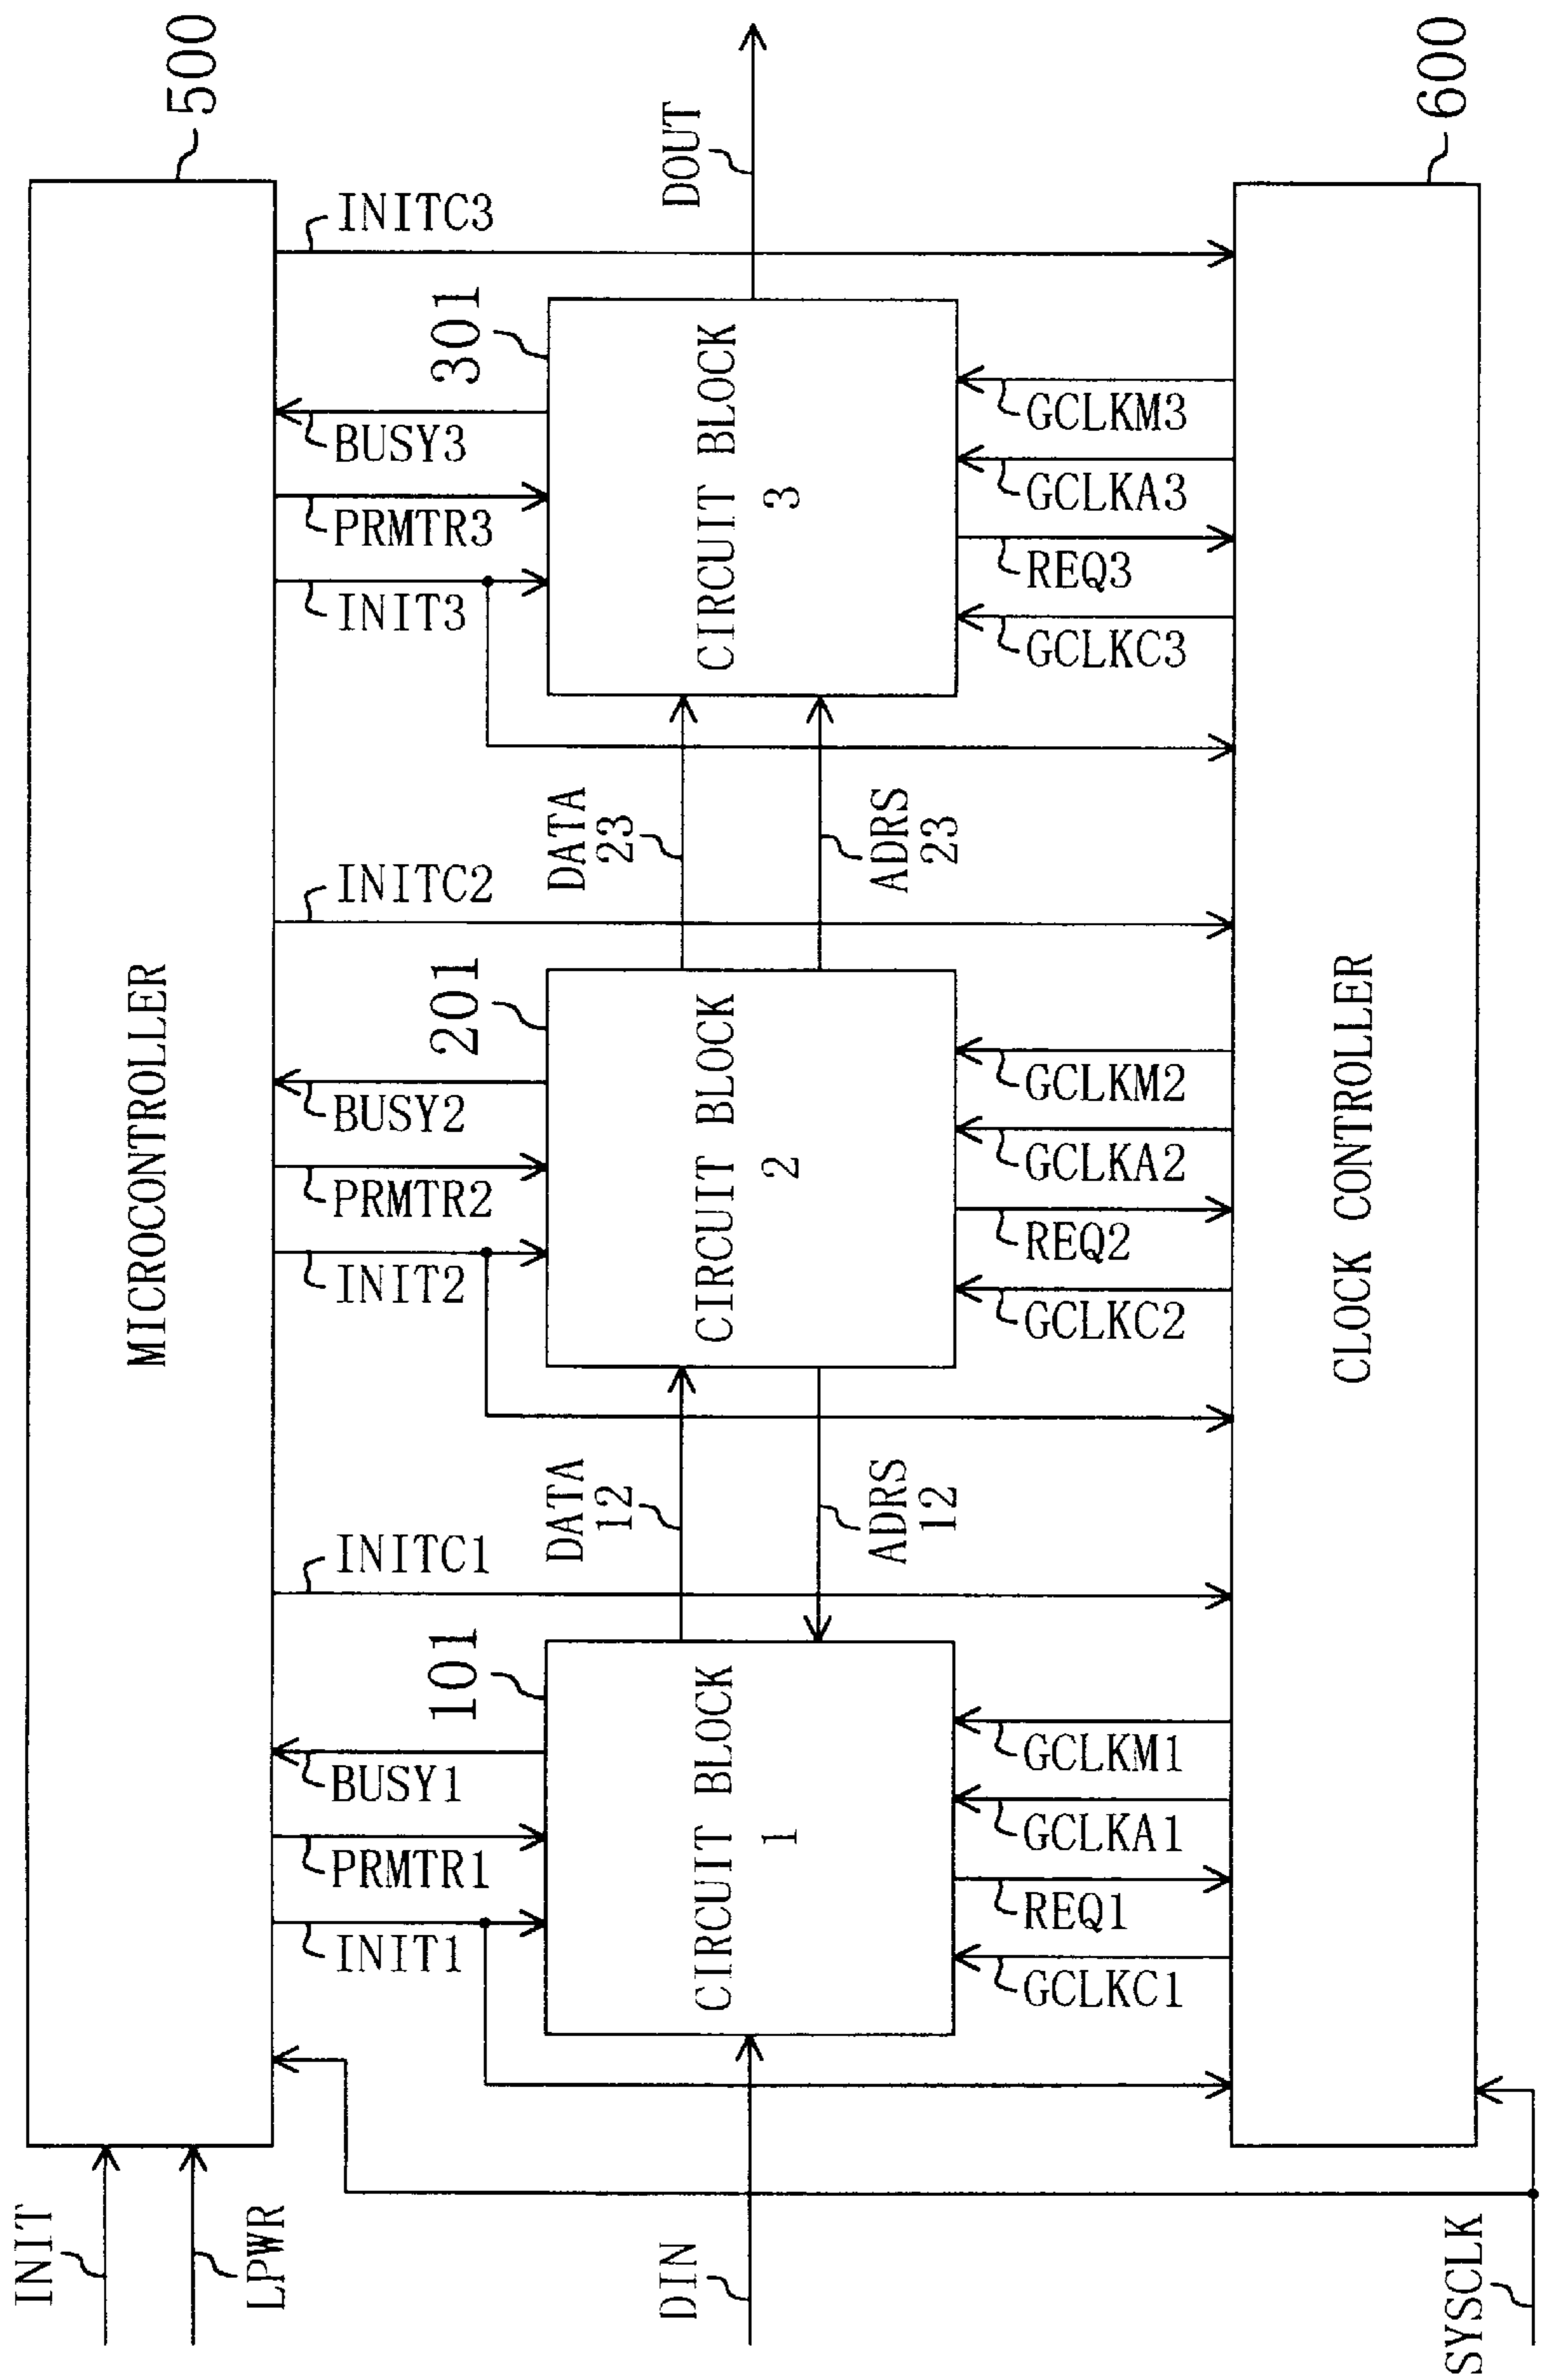 INIT
LPWR
MICROCONTROLLER
500
INIT1
PRMTR1
BUSY1
INITC1
INIT2
PRMTR2
BUSY2
INITC2
INIT3
PRMTR3
BUSY3
INITC3
101
201
301
DIN
CIRCUIT BLOCK
1
DATA
12
ADRS
12
CIRCUIT BLOCK
2
DATA
23
ADRS
23
CIRCUIT BLOCK
3
DOUT
GCLKC1
REQ1
GCLKA1
GCLKM1
GCLKC2
REQ2
GCLKA2
GCLKM2
GCLKC3
REQ3
GCLKA3
GCLKM3
CLOCK CONTROLLER
600
SYSCLK